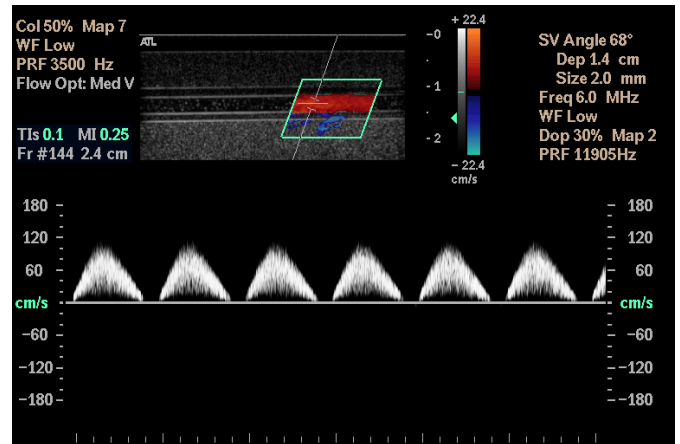 Col 50% Map 7
WF Low
PRF 3500 Hz
Flow Opt: Med V
TIs 0.1 MI 0.25
Fr #144 2.4 cm
ATL
0
1
2
+ 22.4
− 22.4
cm/s
SV Angle 68°
Dep 1.4 cm
Size 2.0 mm
Freq 6.0 MHz
WF Low
Dop 30% Map 2
PRF 11905Hz
180
120
60
cm/s
−60
−120
−180
180
120
60
cm/s
−60
−120
−180